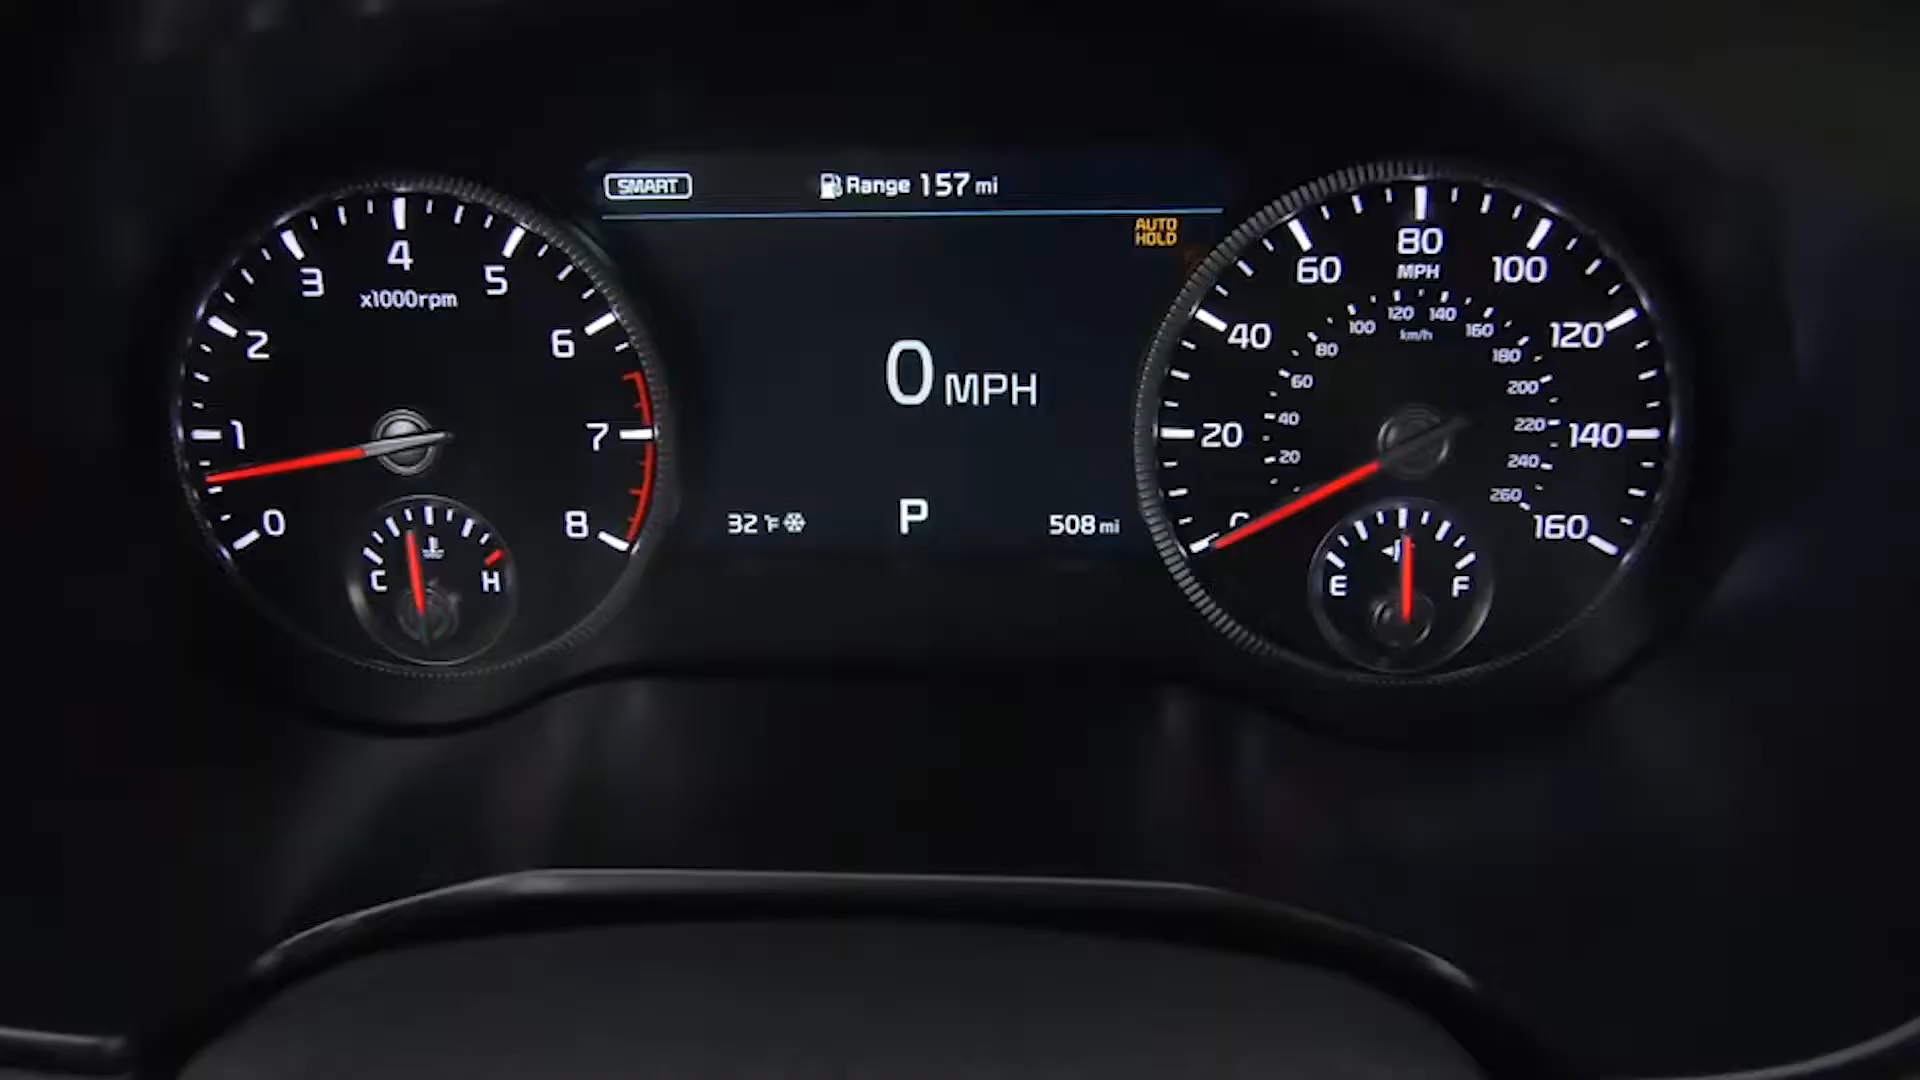 SMART
Range 157 mi
AUTO
HOLD
0 MPH
32 °F
P
508 mi
0
1
2
3
4
5
6
7
8
x1000rpm
C
H
20
40
60
80
100
120
140
160
MPH
20
40
60
80
100
120
140
160
180
200
220
240
260
km/h
E
F